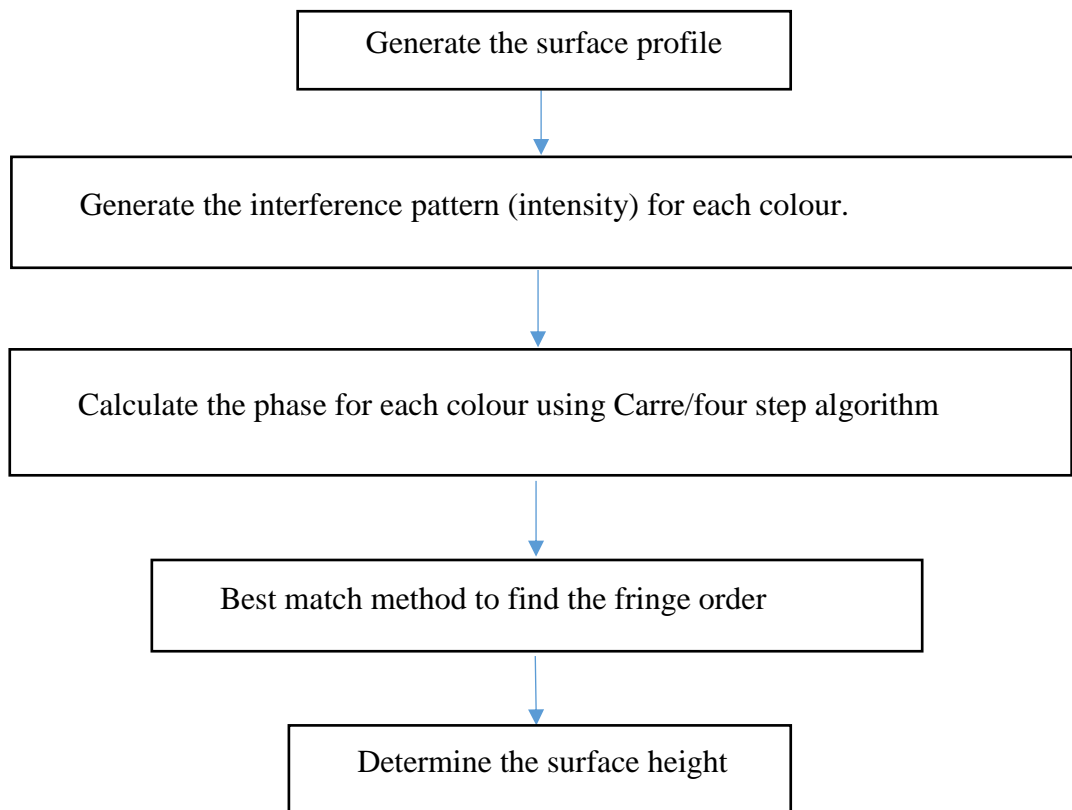 Generate the surface profile
Generate the interference pattern (intensity) for each colour.
Calculate the phase for each colour using Carre/four step algorithm
Best match method to find the fringe order
Determine the surface height